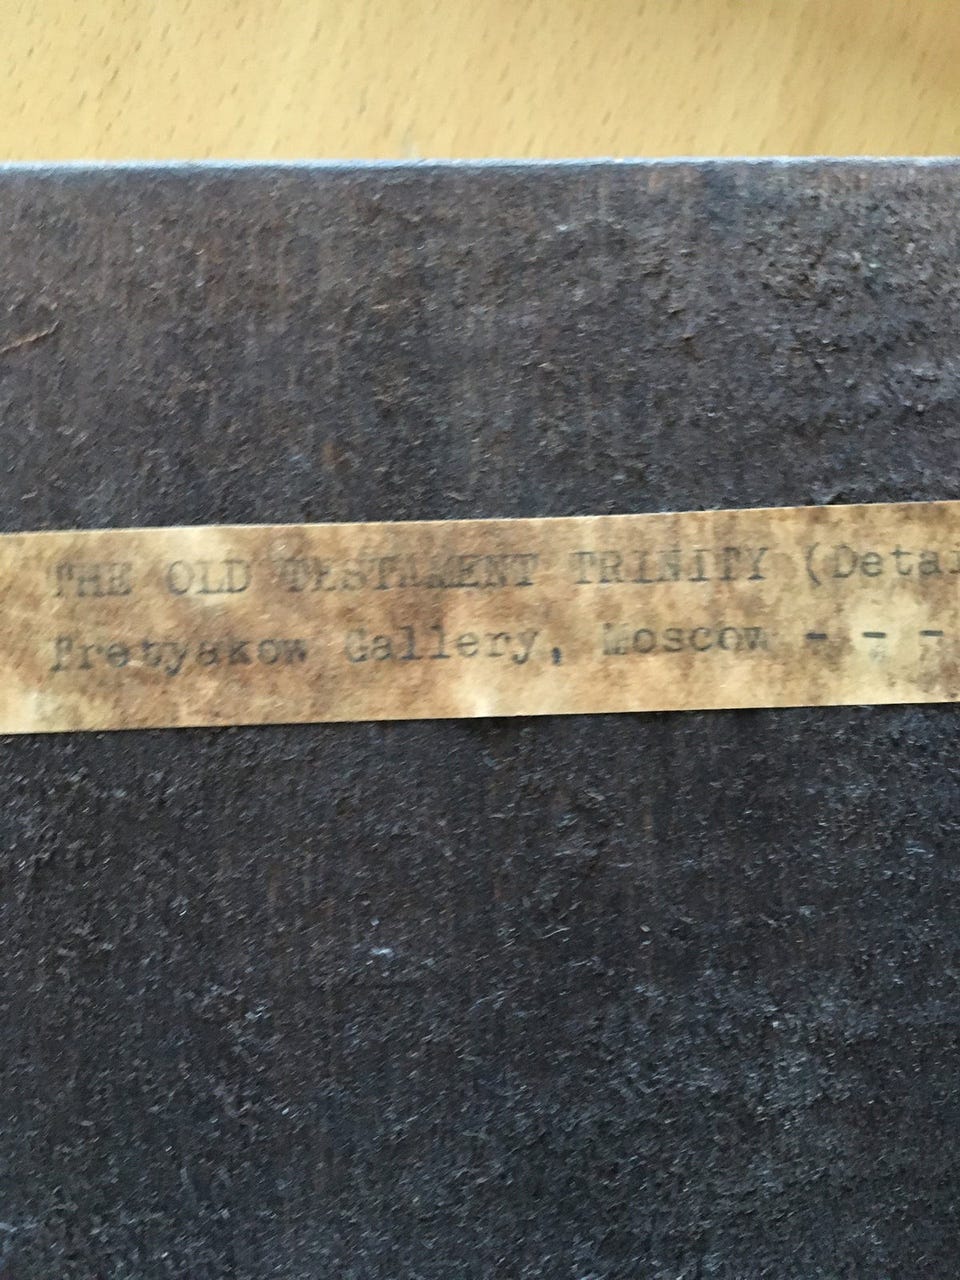 THE OLD TESTAMENT TRINITY (Detai
Tretyakow Gallery, Moscow - - -